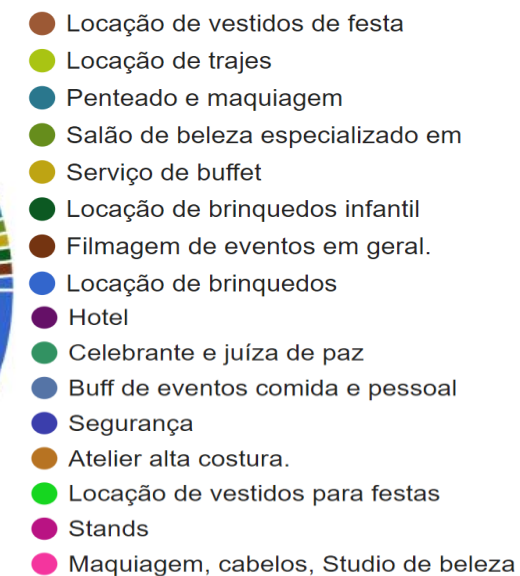 Locação de vestidos de festa
Locação de trajes
Penteado e maquiagem
Salão de beleza especializado em
Serviço de buffet
Locação de brinquedos infantil
Filmagem de eventos em geral.
Locação de brinquedos
Hotel
Celebrante e juíza de paz
Buff de eventos comida e pessoal
Segurança
Atelier alta costura.
Locação de vestidos para festas
Stands
Maquiagem, cabelos, Studio de beleza